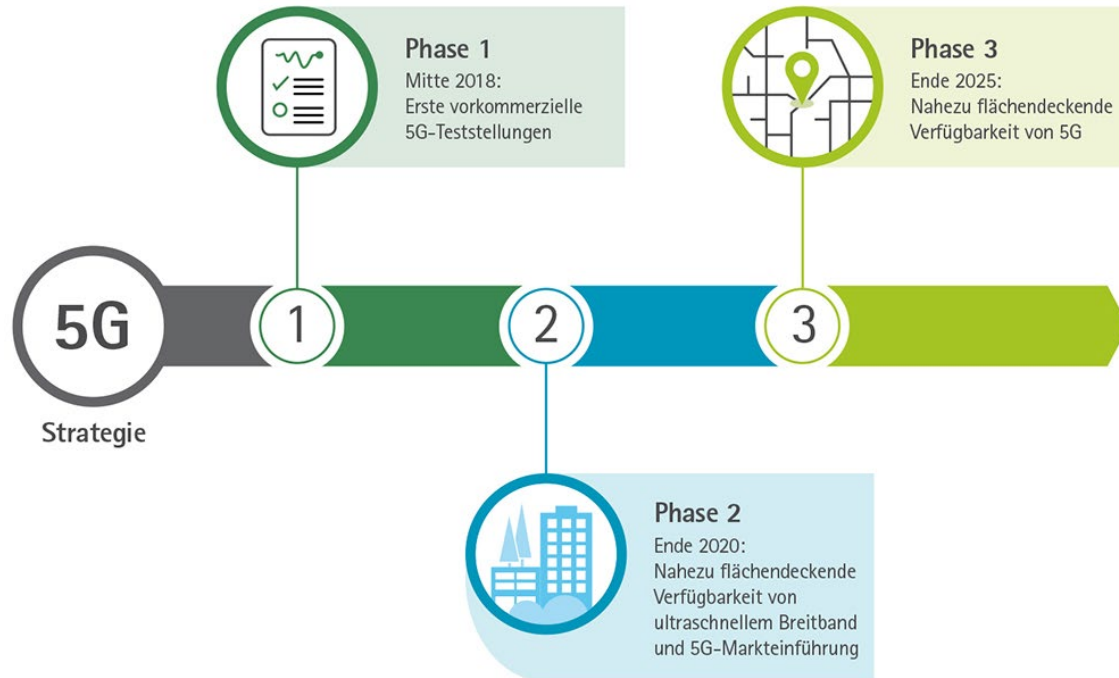 Phase 1
Mitte 2018:
Erste vorkommerzielle
5G-Teststellungen
Phase 3
Ende 2025:
Nahezu flächendeckende
Verfügbarkeit von 5G
5G
1
2
3
Strategie
Phase 2
Ende 2020:
Nahezu flächendeckende
Verfügbarkeit von
ultraschnellem Breitband
und 5G-Markteinführung